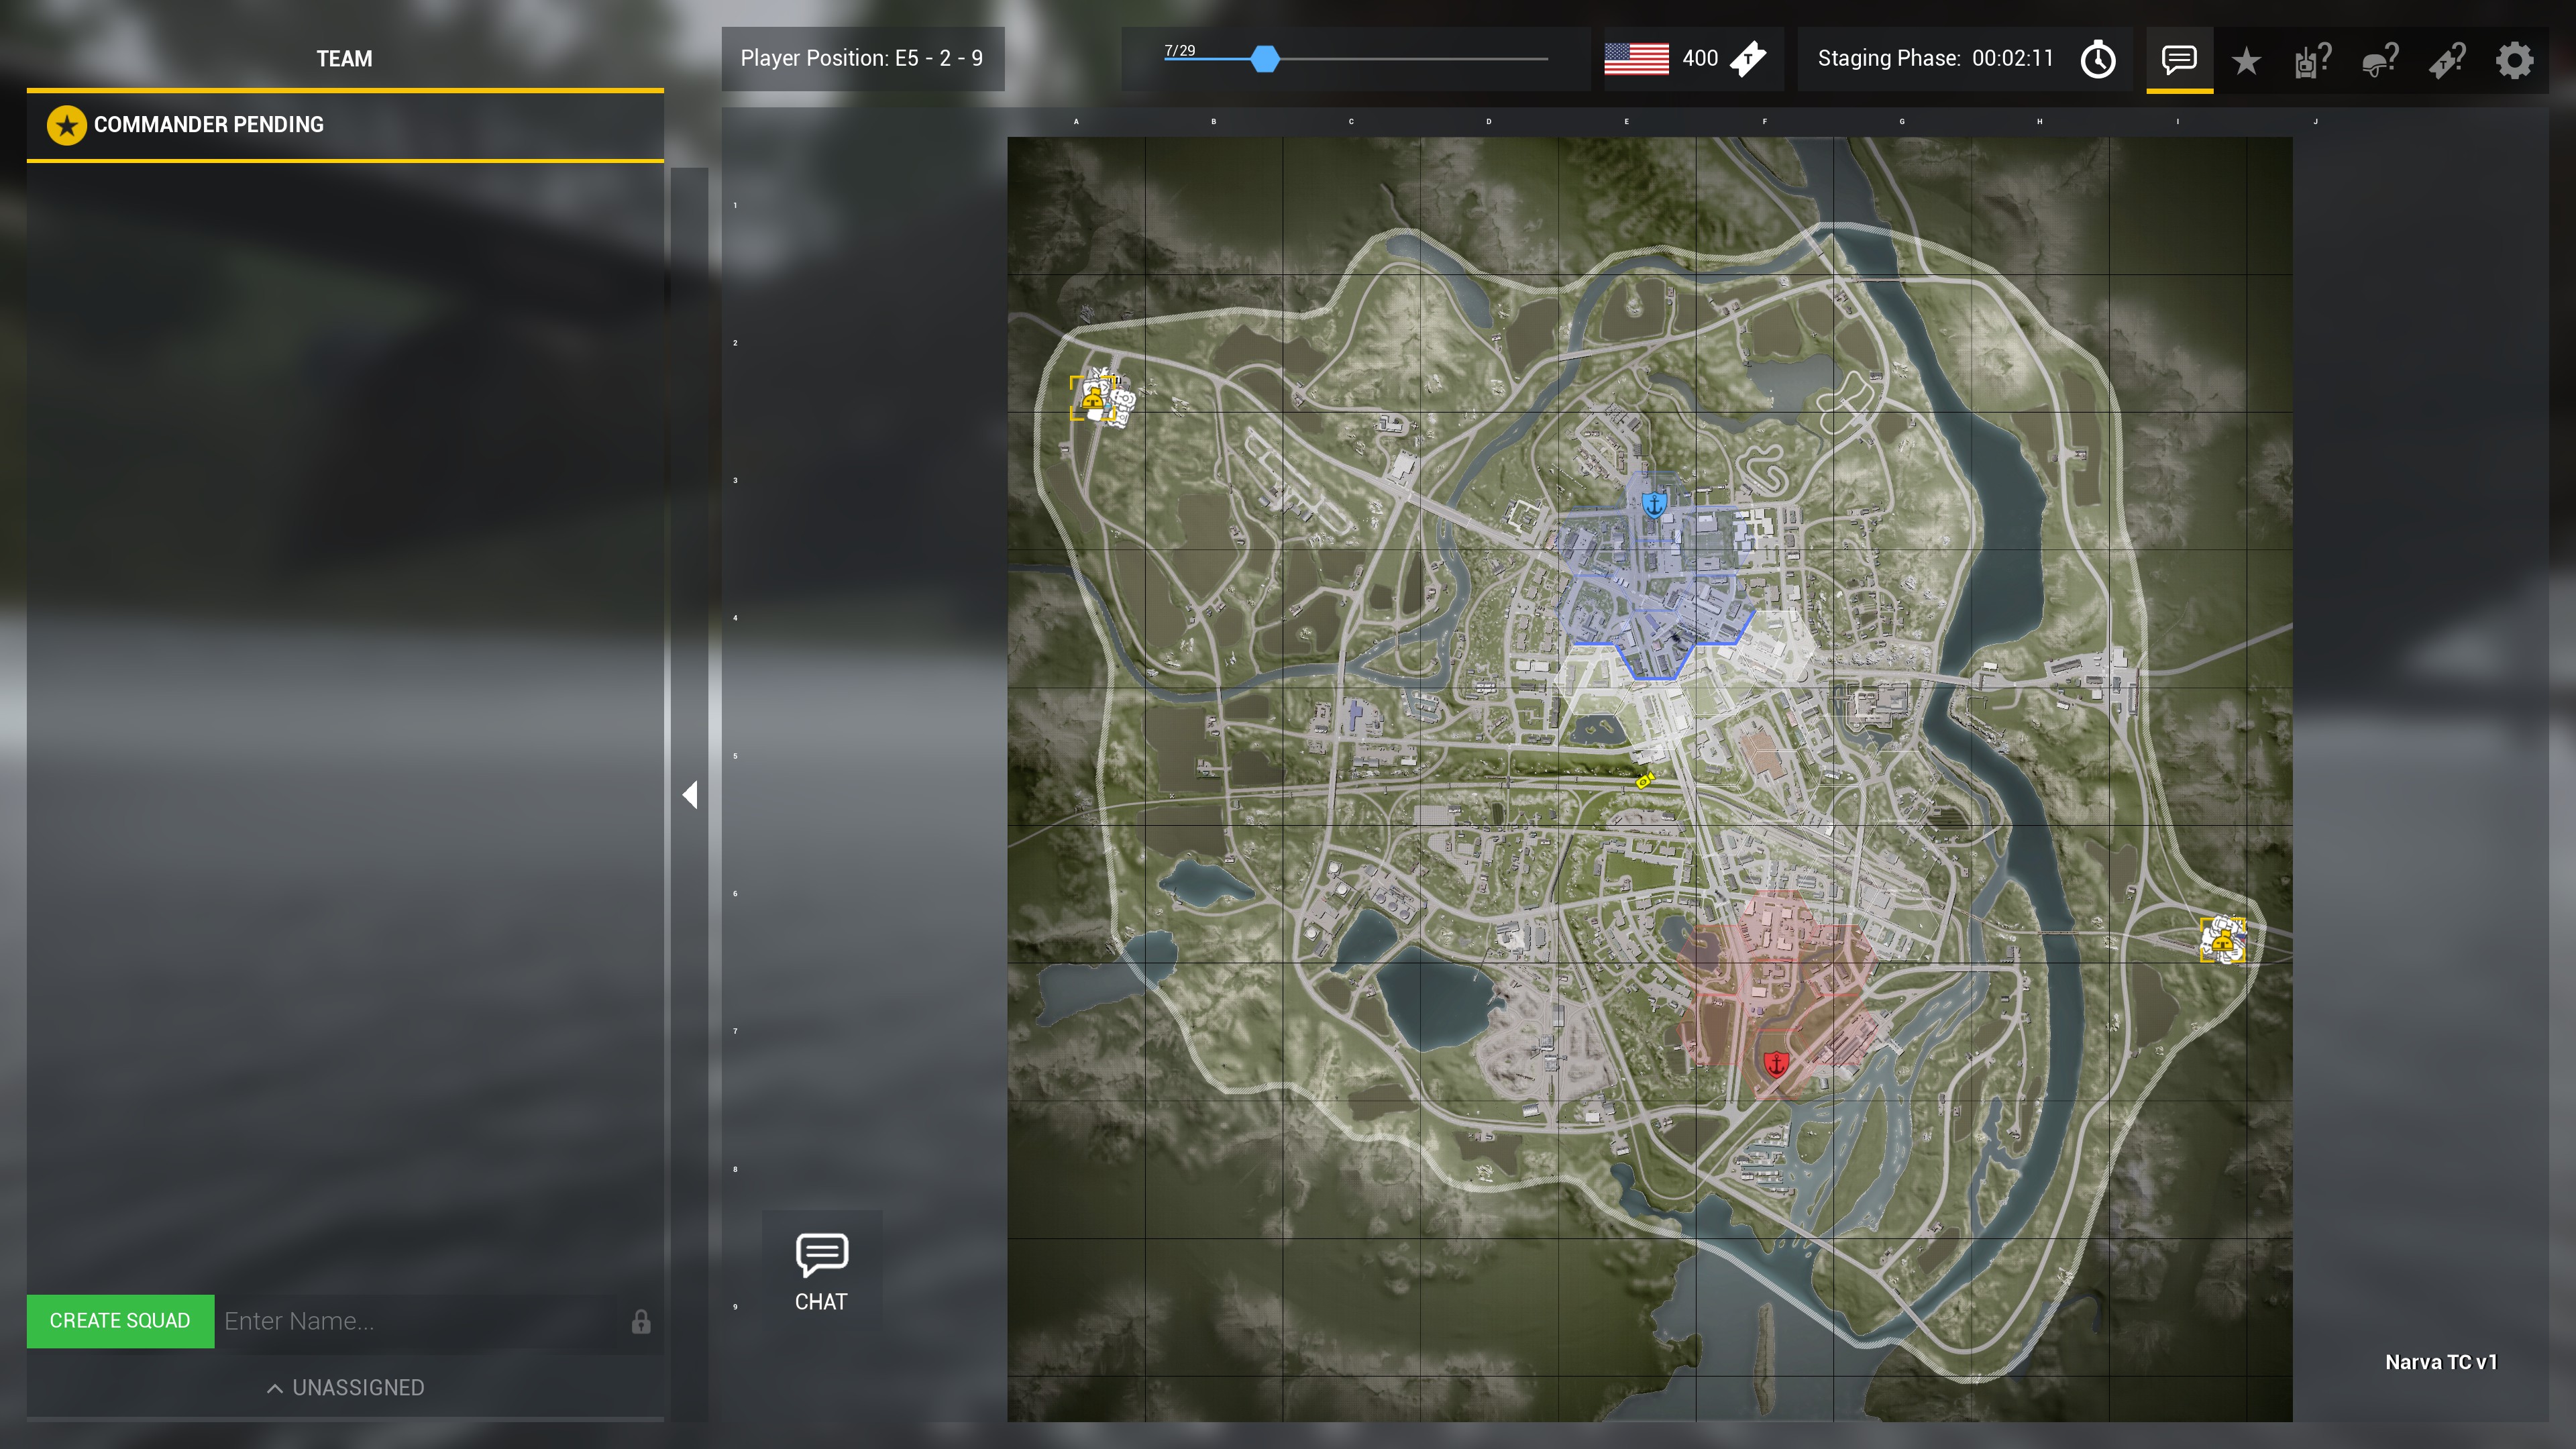 TEAM
Player Position: E5 - 2 - 9
7/29
400
T
Staging Phase: 00:02:11
? ? T?
COMMANDER PENDING
A B C D E F G H I J
1
2
3
4
5
6
7
8
9
CHAT
CREATE SQUAD Enter Name...
UNASSIGNED
Narva TC v1